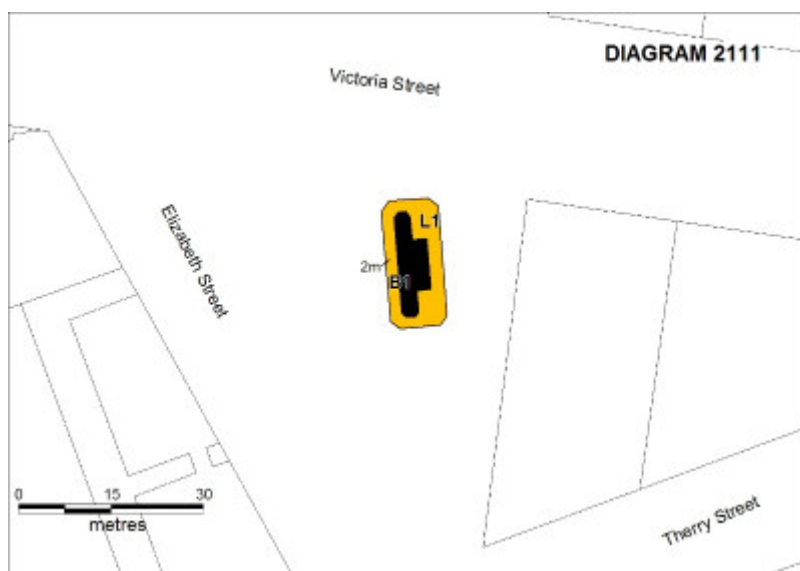 DIAGRAM 2111
Victoria Street
Elizabeth Street
L1
2m
B1
0 15 30
metres
Therry Street